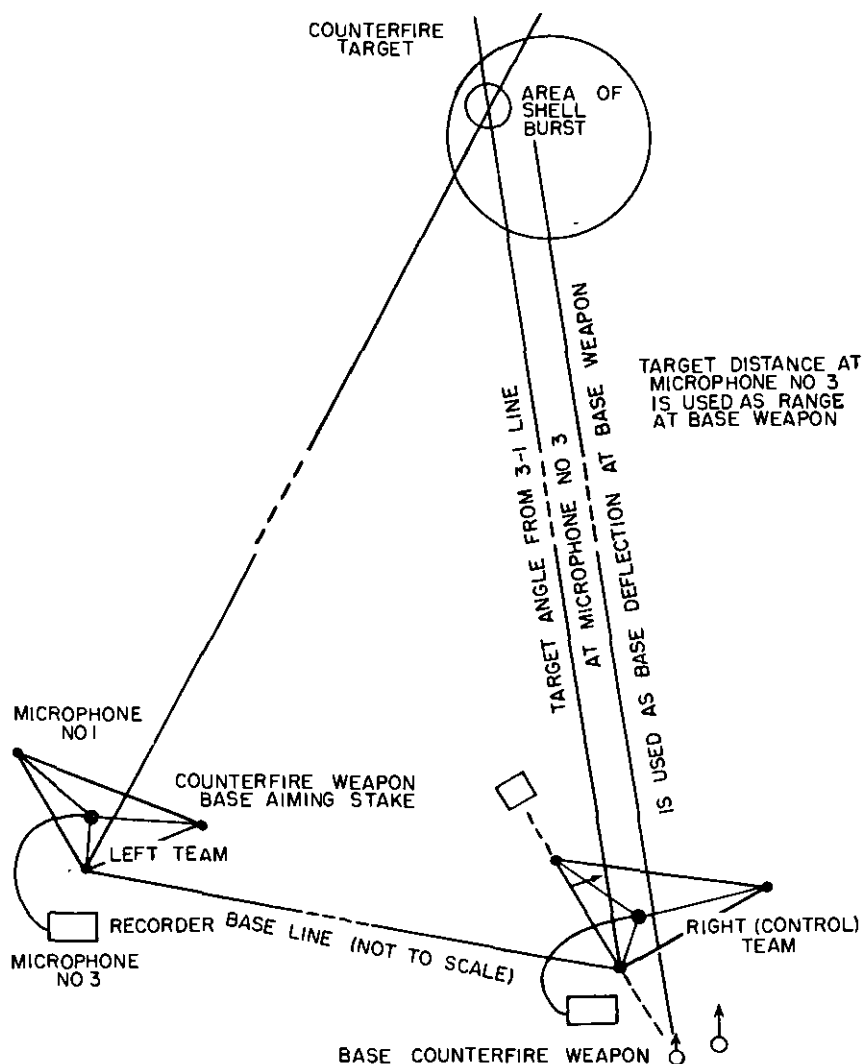 COUNTERFIRE
TARGET
AREA OF
SHELL
BURST
TARGET DISTANCE AT
MICROPHONE NO 3
IS USED AS RANGE
AT BASE WEAPON
TARGET ANGLE FROM 3-1 LINE
AT MICROPHONE NO 3
IS USED AS BASE DEFLECTION AT BASE WEAPON
MICROPHONE
NO 1
COUNTERFIRE WEAPON
BASE AIMING STAKE
LEFT TEAM
RECORDER
BASE LINE (NOT TO SCALE)
MICROPHONE
NO 3
RIGHT (CONTROL)
TEAM
BASE COUNTERFIRE WEAPON